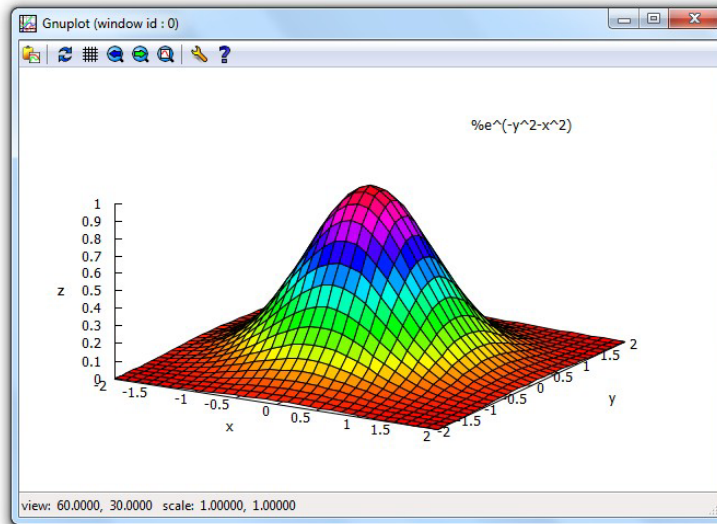 Gnuplot (window id : 0)
%e^(-y^2-x^2)
1
0.9
0.8
0.7
0.6
z 0.5
0.4
0.3
0.2
0.1
0
-2 -1.5 -1 -0.5 0 0.5 1 1.5 2
x
-2 -1.5 -1 -0.5 0 0.5 1 1.5 2
y
view: 60.0000, 30.0000 scale: 1.00000, 1.00000